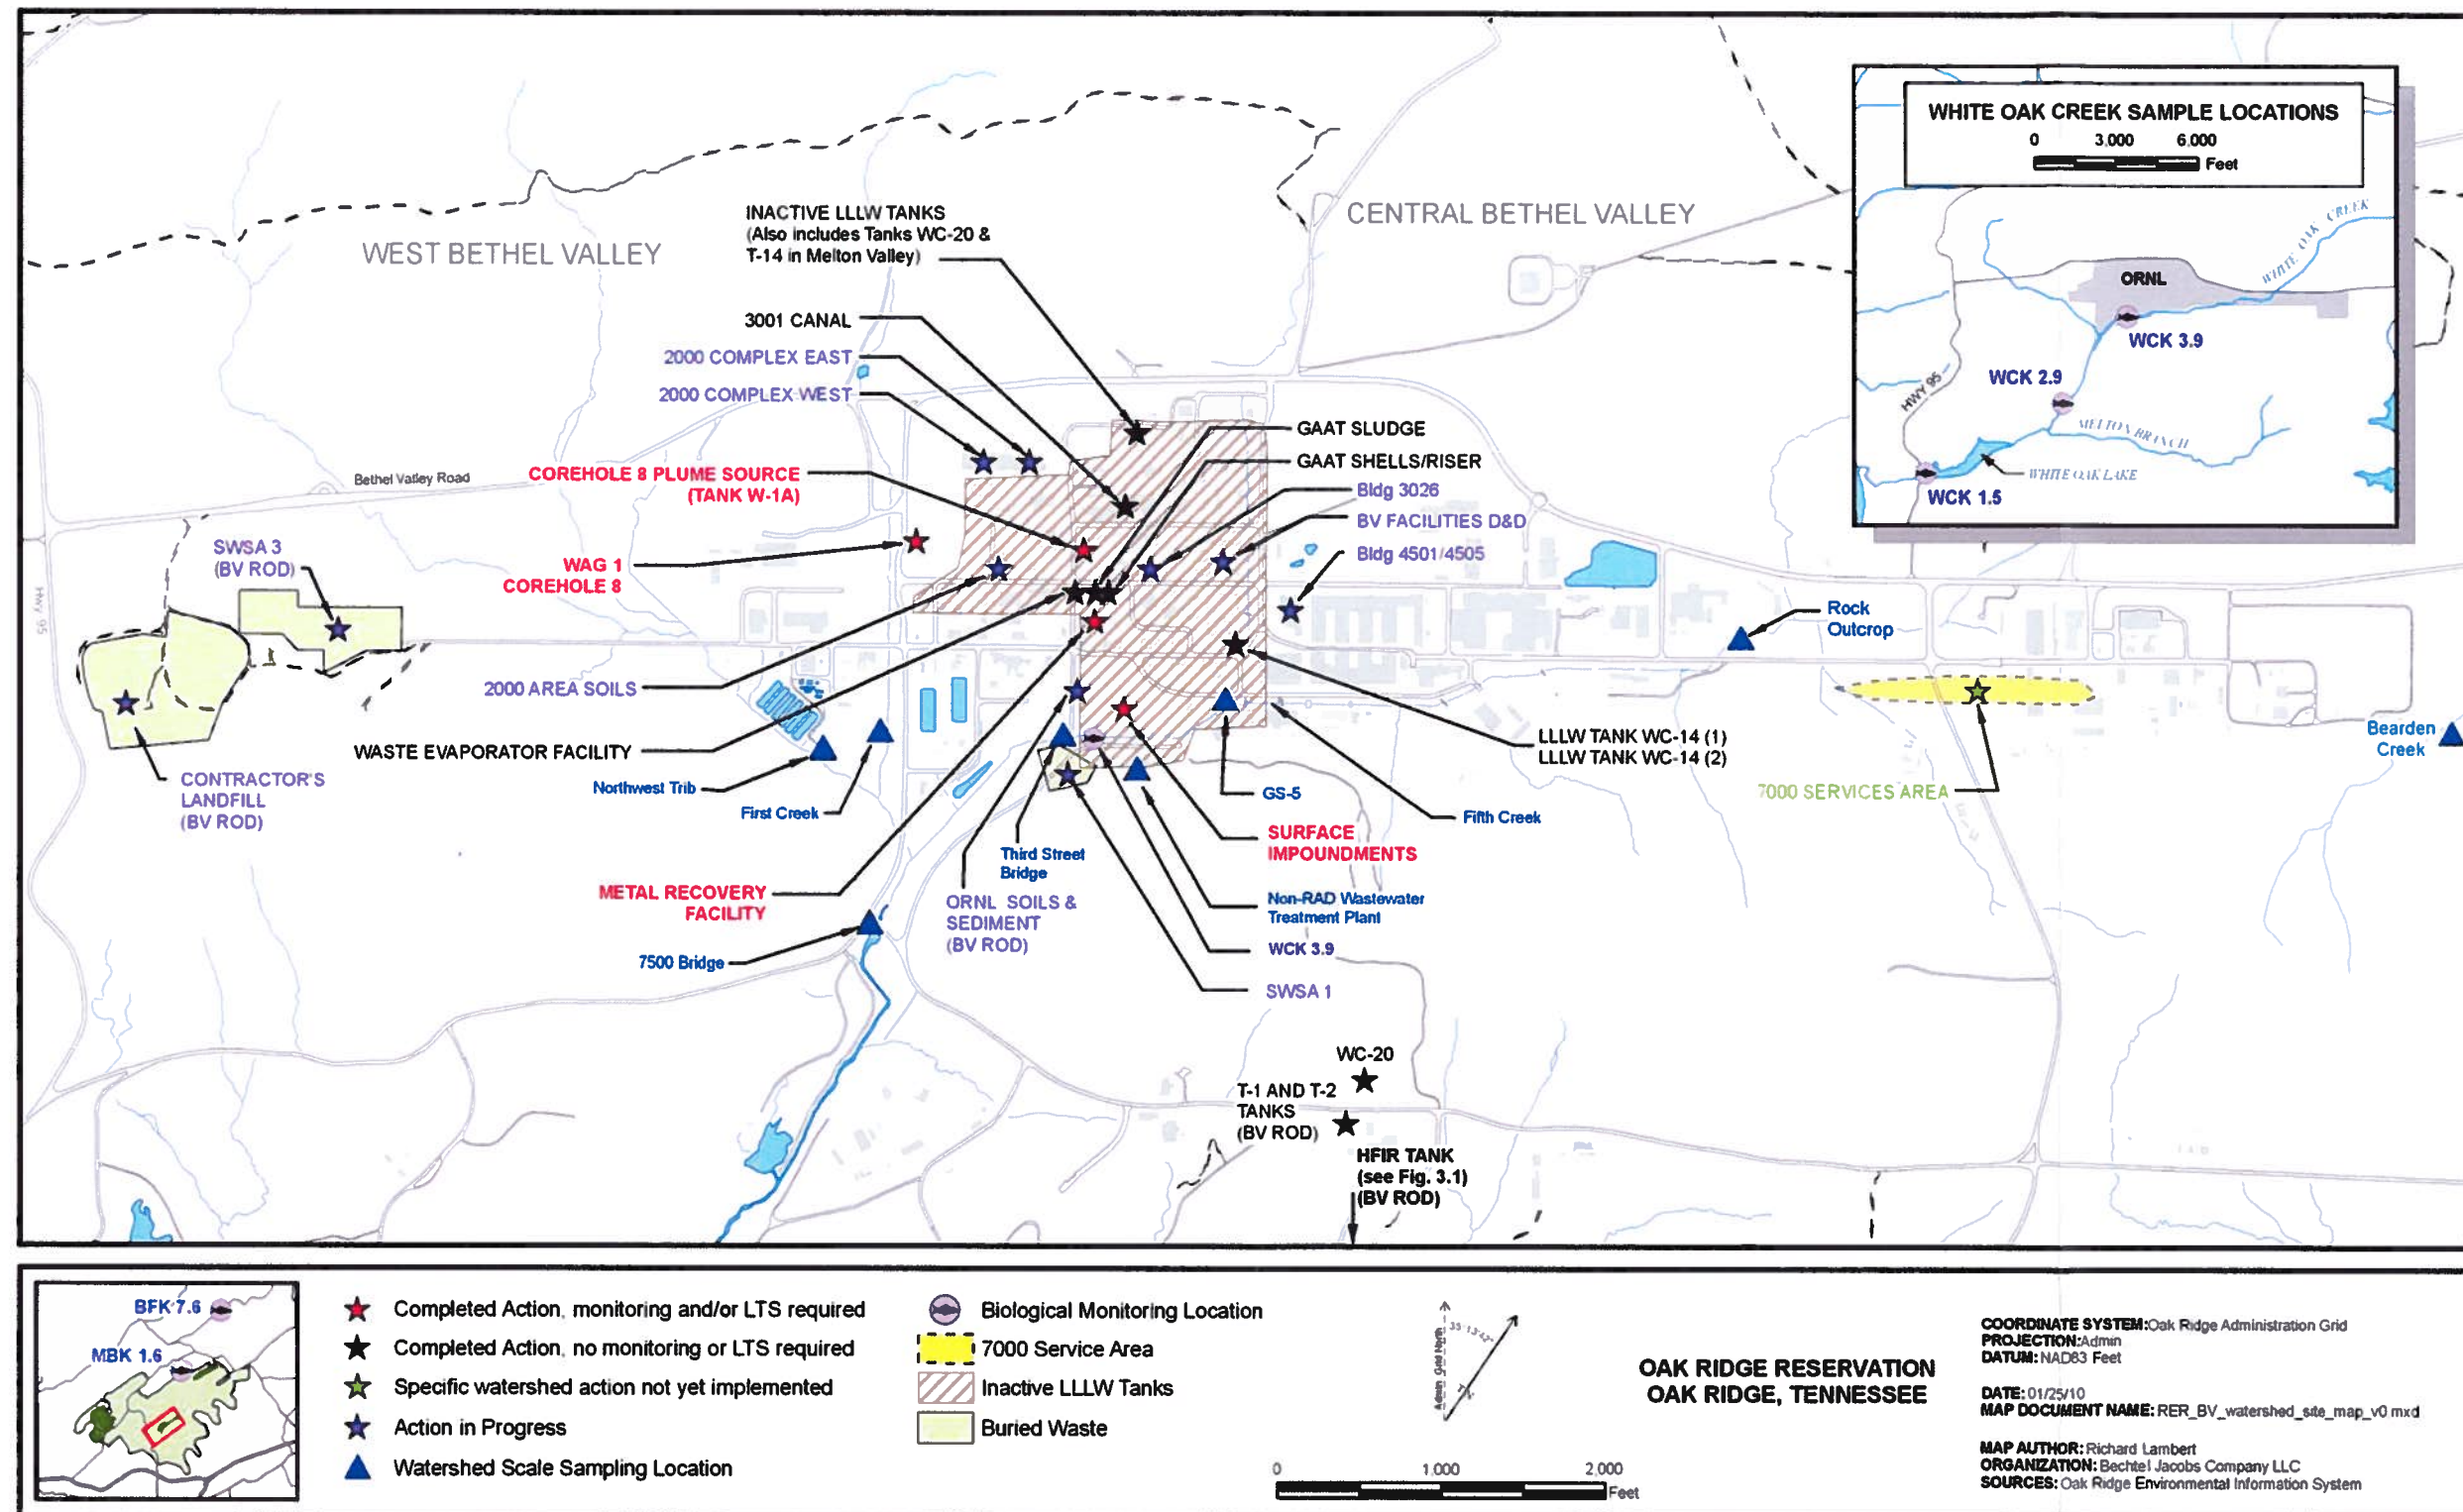 WHITE OAK CREEK SAMPLE LOCATIONS
0 3,000 6,000
Feet
WHITE OAK CREEK
ORNL
WCK 3.9
WCK 2.9
HWY 95
MELTON BRANCH
WHITE OAK LAKE
WCK 1.5
WEST BETHEL VALLEY
CENTRAL BETHEL VALLEY
INACTIVE LLLW TANKS
(Also includes Tanks WC-20 &
T-14 in Melton Valley)
3001 CANAL
2000 COMPLEX EAST
2000 COMPLEX WEST
GAAT SLUDGE
GAAT SHELLS/RISER
Bldg 3026
BV FACILITIES D&D
Bldg 4501/4505
Bethel Valley Road
COREHOLE 8 PLUME SOURCE
(TANK W-1A)
SWSA 3
(BV ROD)
WAG 1
COREHOLE 8
Hwy 95
Rock
Outcrop
2000 AREA SOILS
WASTE EVAPORATOR FACILITY
LLLW TANK WC-14 (1)
LLLW TANK WC-14 (2)
Bearden
Creek
CONTRACTOR'S
LANDFILL
(BV ROD)
Northwest Trib
First Creek
GS-5
Fifth Creek
7000 SERVICES AREA
Third Street
Bridge
SURFACE
IMPOUNDMENTS
METAL RECOVERY
FACILITY
ORNL SOILS &
SEDIMENT
(BV ROD)
Non-RAD Wastewater
Treatment Plant
WCK 3.9
7500 Bridge
SWSA 1
WC-20
T-1 AND T-2
TANKS
(BV ROD)
HFIR TANK
(see Fig. 3.1)
(BV ROD)
BFK 7.6
MBK 1.6
Completed Action, monitoring and/or LTS required
Completed Action, no monitoring or LTS required
Specific watershed action not yet implemented
Action in Progress
Watershed Scale Sampling Location
Biological Monitoring Location
7000 Service Area
Inactive LLLW Tanks
Buried Waste
Admin Grid North
35-13'42"
0 1,000 2,000
Feet
OAK RIDGE RESERVATION
OAK RIDGE, TENNESSEE
COORDINATE SYSTEM:Oak Ridge Administration Grid
PROJECTION:Admin
DATUM:NAD83 Feet
DATE:01/25/10
MAP DOCUMENT NAME: RER_BV_watershed_site_map_v0 mxd
MAP AUTHOR: Richard Lambert
ORGANIZATION: Bechtel Jacobs Company LLC
SOURCES: Oak Ridge Environmental Information System